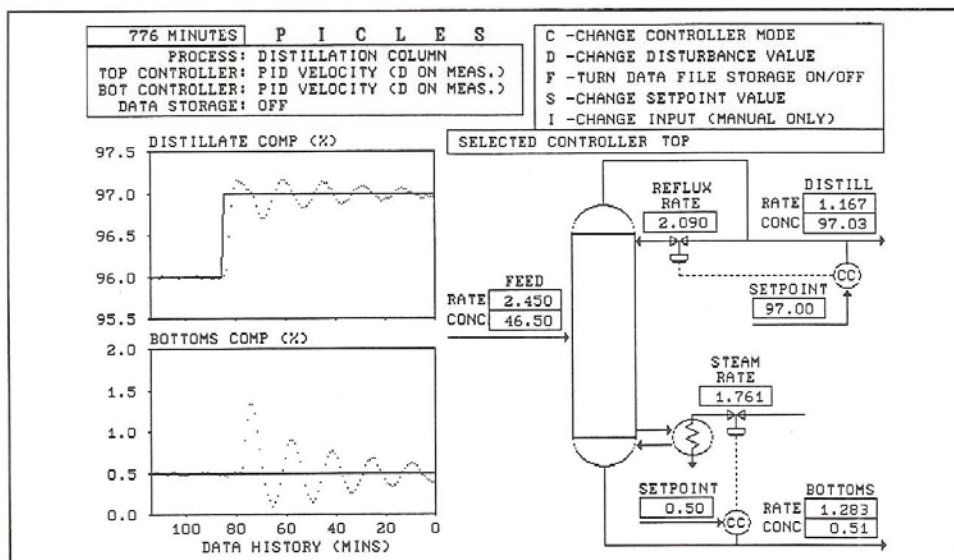 776 MINUTES P I C L E S
PROCESS: DISTILLATION COLUMN
TOP CONTROLLER: PID VELOCITY (D ON MEAS.)
BOT CONTROLLER: PID VELOCITY (D ON MEAS.)
DATA STORAGE: OFF
C -CHANGE CONTROLLER MODE
D -CHANGE DISTURBANCE VALUE
F -TURN DATA FILE STORAGE ON/OFF
S -CHANGE SETPOINT VALUE
I -CHANGE INPUT (MANUAL ONLY)
SELECTED CONTROLLER TOP
DISTILLATE COMP (%)
97.5
97.0
96.5
96.0
95.5
BOTTOMS COMP (%)
2.0
1.5
1.0
0.5
0.0
100 80 60 40 20 0
DATA HISTORY (MINS)
FEED
RATE 2.450
CONC 46.50
REFLUX
RATE
2.090
DISTILL
RATE 1.167
CONC 97.03
CC
SETPOINT
97.00
STEAM
RATE
1.761
SETPOINT
0.50
CC
BOTTOMS
RATE 1.283
CONC 0.51